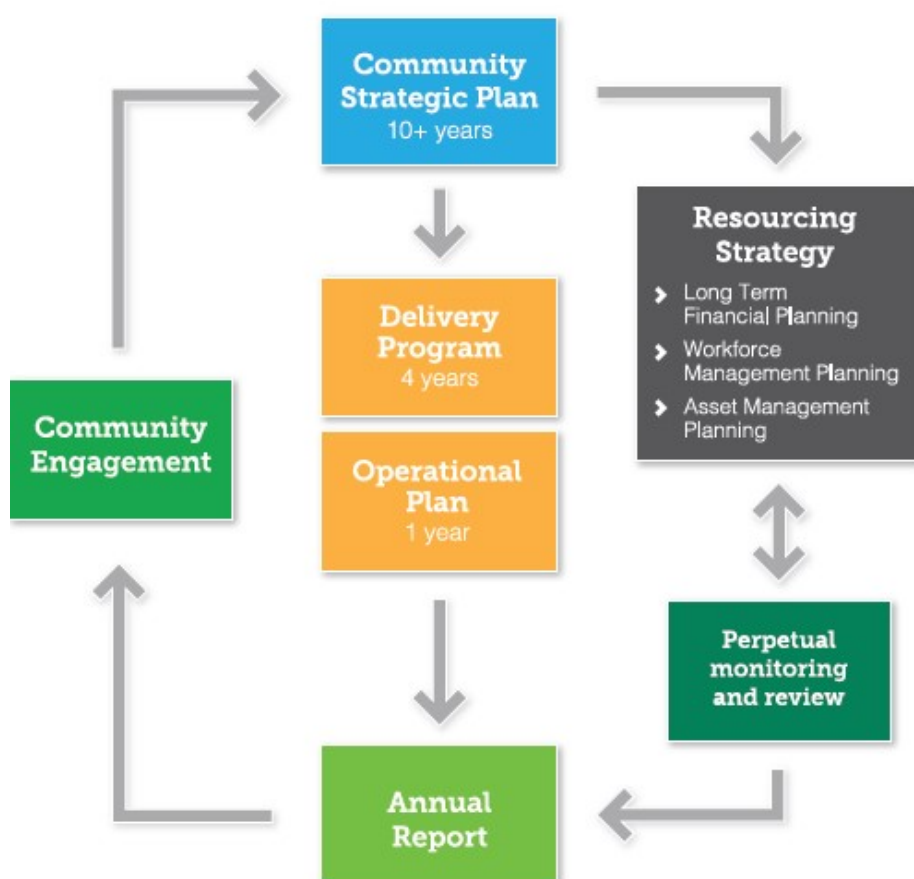 Community
Strategic Plan
10+ years
Resourcing
Strategy
Long Term
Financial Planning
Workforce
Management Planning
Asset Management
Planning
Delivery
Program
4 years
Community
Engagement
Operational
Plan
1 year
Perpetual
monitoring
and review
Annual
Report